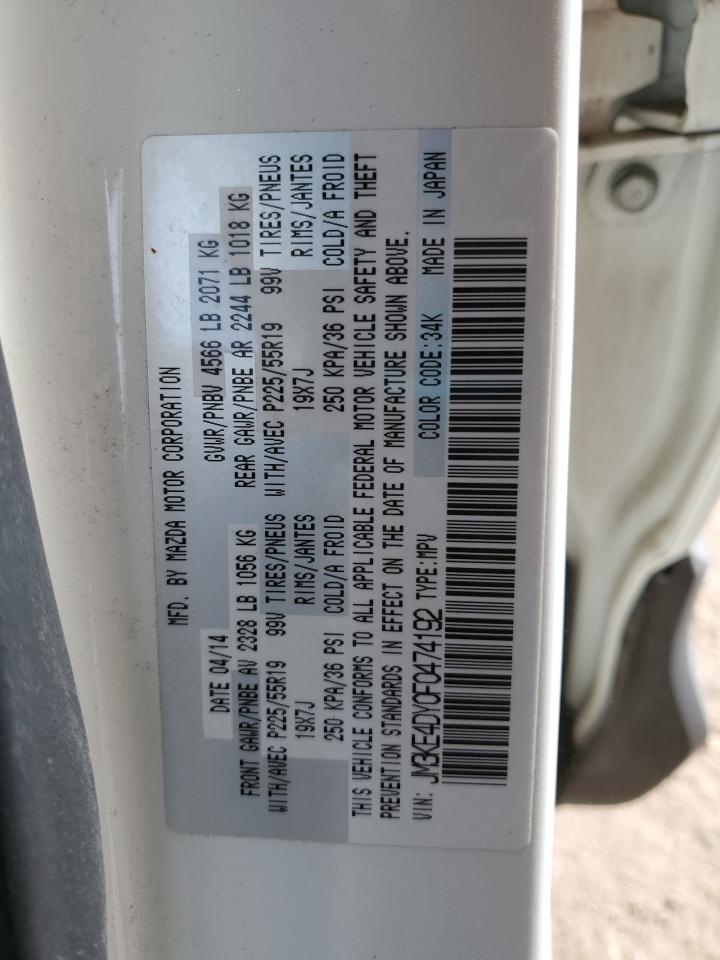 MFD. BY MAZDA MOTOR CORPORATION
DATE 04/14 GVWR/PNBV 4566 LB 2071 KG
FRONT GAWR/PNBE AV 2328 LB 1056 KG REAR GAWR/PNBE AR 2244 LB 1018 KG
WITH/AVEC P225/55R19 99V TIRES/PNEUS WITH/AVEC P225/55R19 99V TIRES/PNEUS
19X7J RIMS/JANTES 19X7J RIMS/JANTES
250 KPA/36 PSI COLD/A FROID 250 KPA/36 PSI COLD/A FROID
THIS VEHICLE CONFORMS TO ALL APPLICABLE FEDERAL MOTOR VEHICLE SAFETY AND THEFT
PREVENTION STANDARDS IN EFFECT ON THE DATE OF MANUFACTURE SHOWN ABOVE.
VIN: JM3KE4DY0F0474192 TYPE:MPV COLOR CODE:34K MADE IN JAPAN